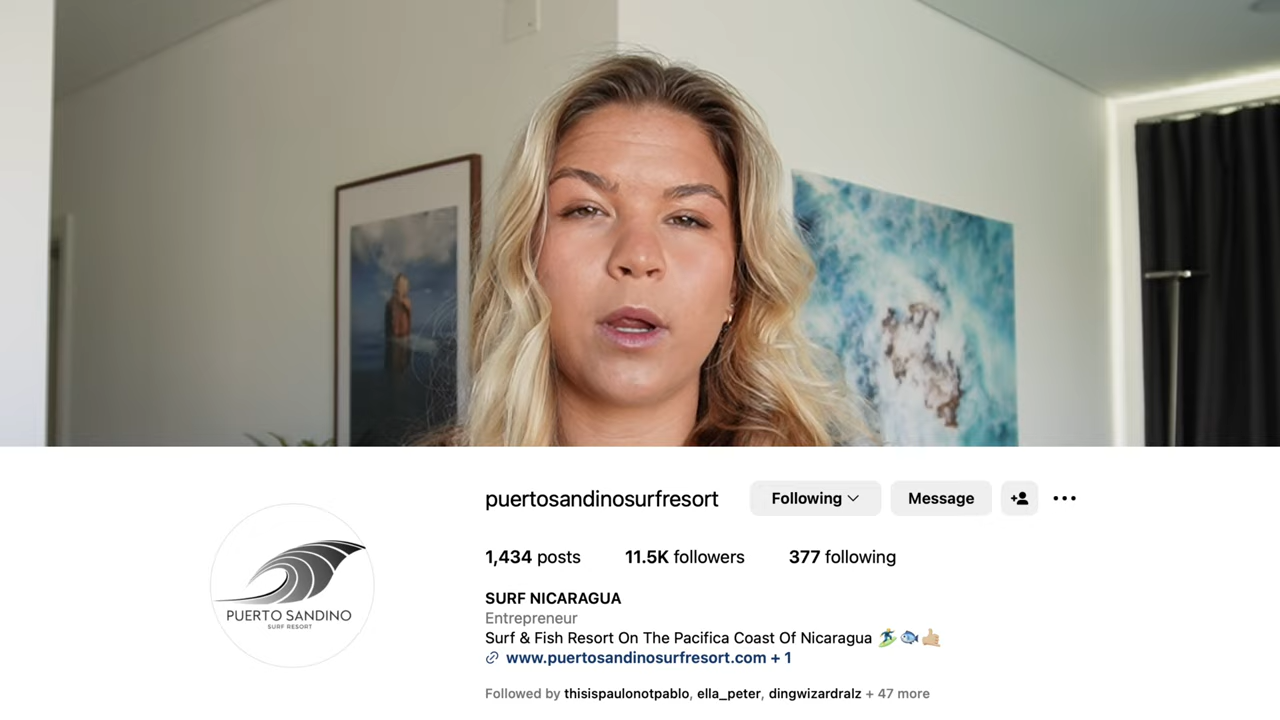 puertosandinosurfresort Following Message
1,434 posts 11.5K followers 377 following
SURF NICARAGUA
Entrepreneur
Surf & Fish Resort On The Pacifica Coast Of Nicaragua 🏄🐟🤙🏼
www.puertosandinosurfresort.com + 1
Followed by thisispaulonotpablo, ella_peter, dingwizardralz + 47 more
PUERTO SANDINO
SURF RESORT